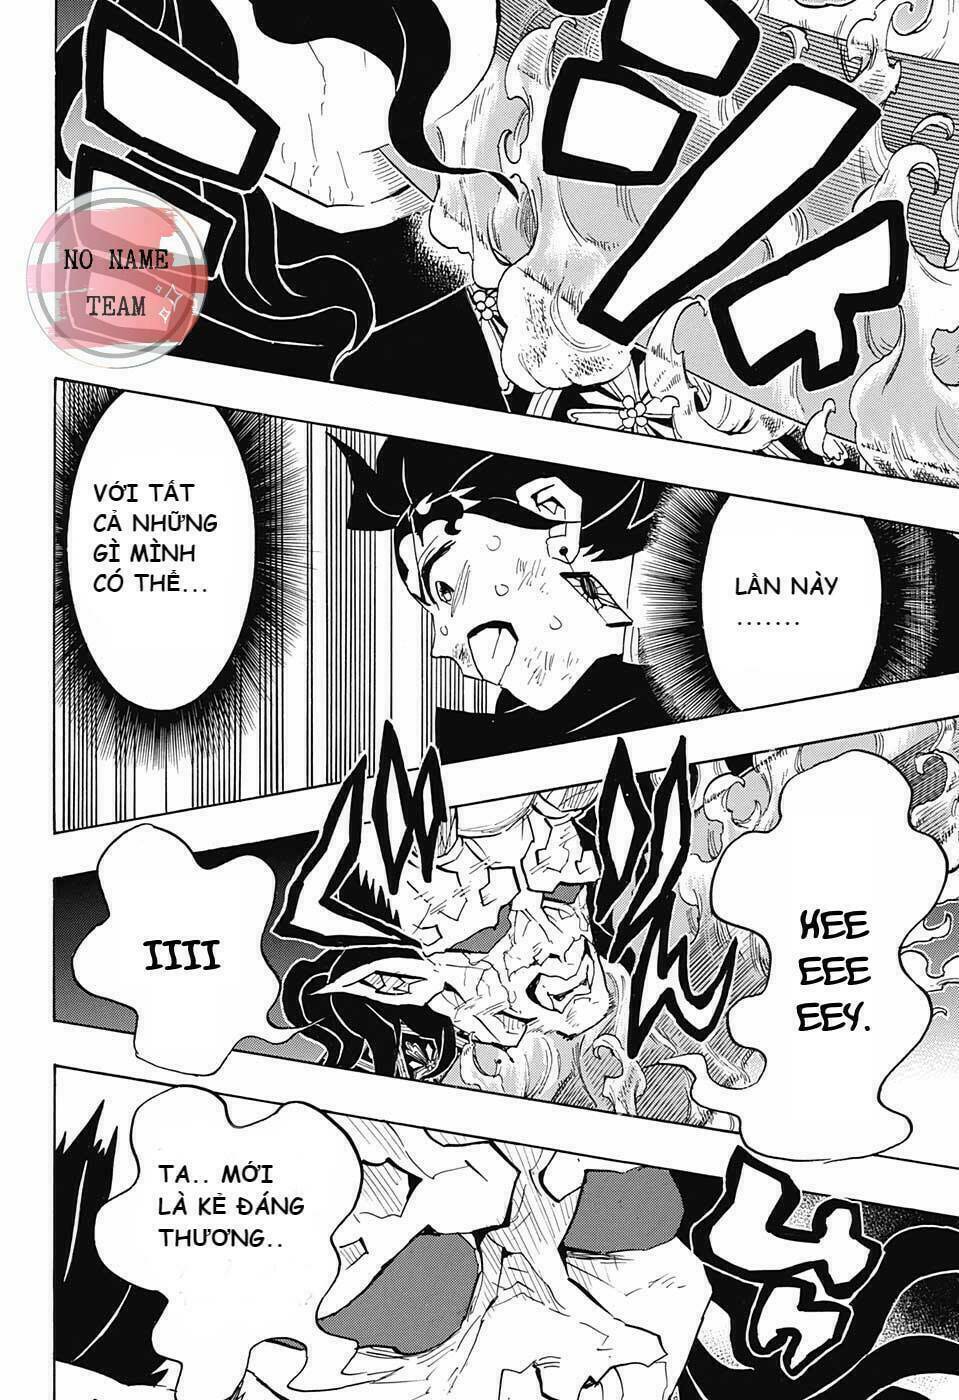 NO NAME
TEAM
LẦN NÀY
.......
VỚI TẤT
CẢ NHỮNG
GÌ MÌNH
CÓ THỂ...
HEE
EEE
EEY.
IIII
TA.. MỚI
LÀ KẺ ĐÁNG
THƯƠNG..